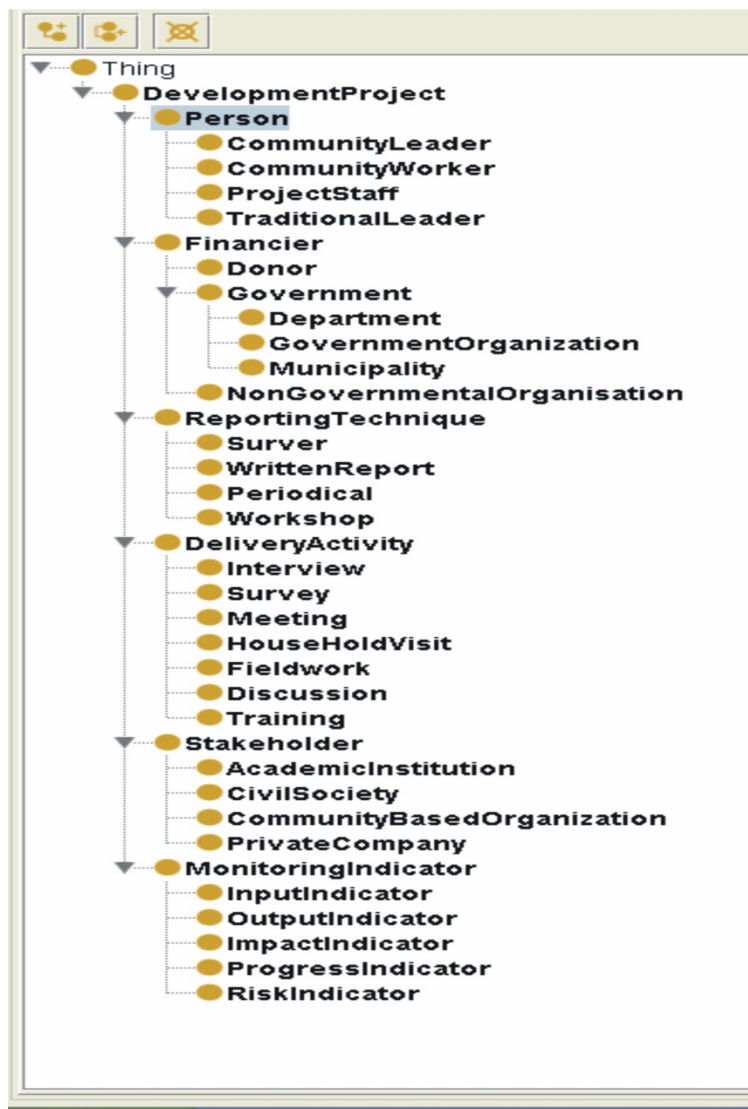 Thing
DevelopmentProject
Person
CommunityLeader
CommunityWorker
ProjectStaff
TraditionalLeader
Financier
Donor
Government
Department
GovernmentOrganization
Municipality
NonGovernmentalOrganisation
ReportingTechnique
Surver
WrittenReport
Periodical
Workshop
DeliveryActivity
Interview
Survey
Meeting
HouseHoldVisit
Fieldwork
Discussion
Training
Stakeholder
AcademicInstitution
CivilSociety
CommunityBasedOrganization
PrivateCompany
MonitoringIndicator
InputIndicator
OutputIndicator
ImpactIndicator
ProgressIndicator
RiskIndicator